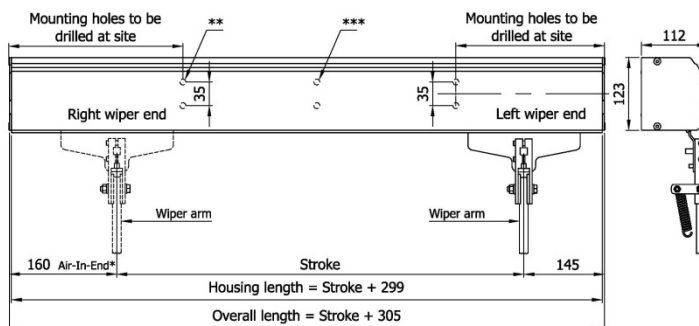 Mounting holes to be
drilled at site
**
***
Mounting holes to be
drilled at site
112
35
35
123
Right wiper end
Left wiper end
Wiper arm
Wiper arm
160 Air-In-End*
Stroke
145
Housing length = Stroke + 299
Overall length = Stroke + 305